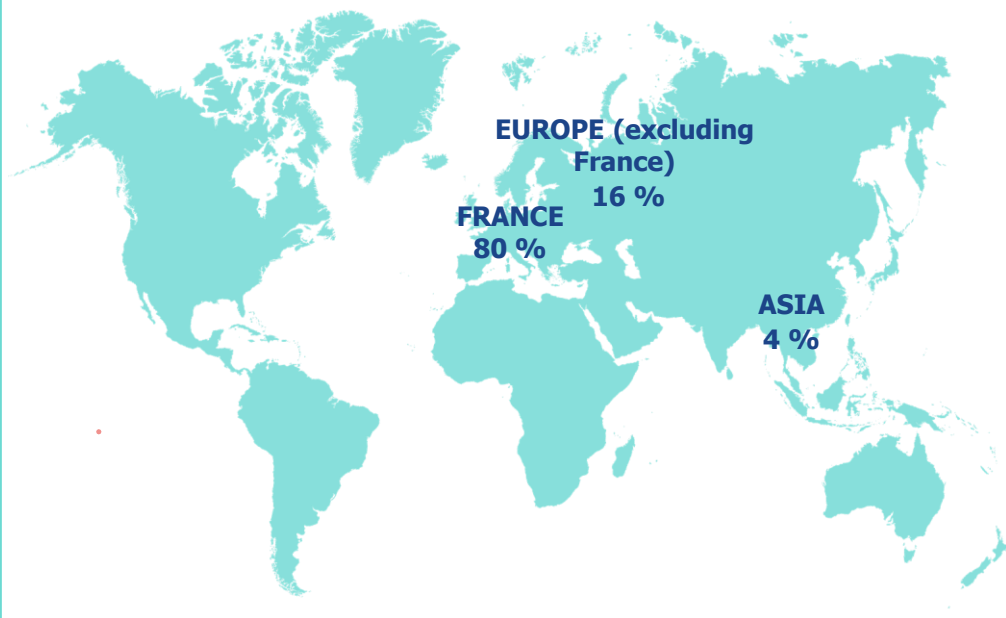 EUROPE (excluding
France)
16 %
FRANCE
80 %
ASIA
4 %